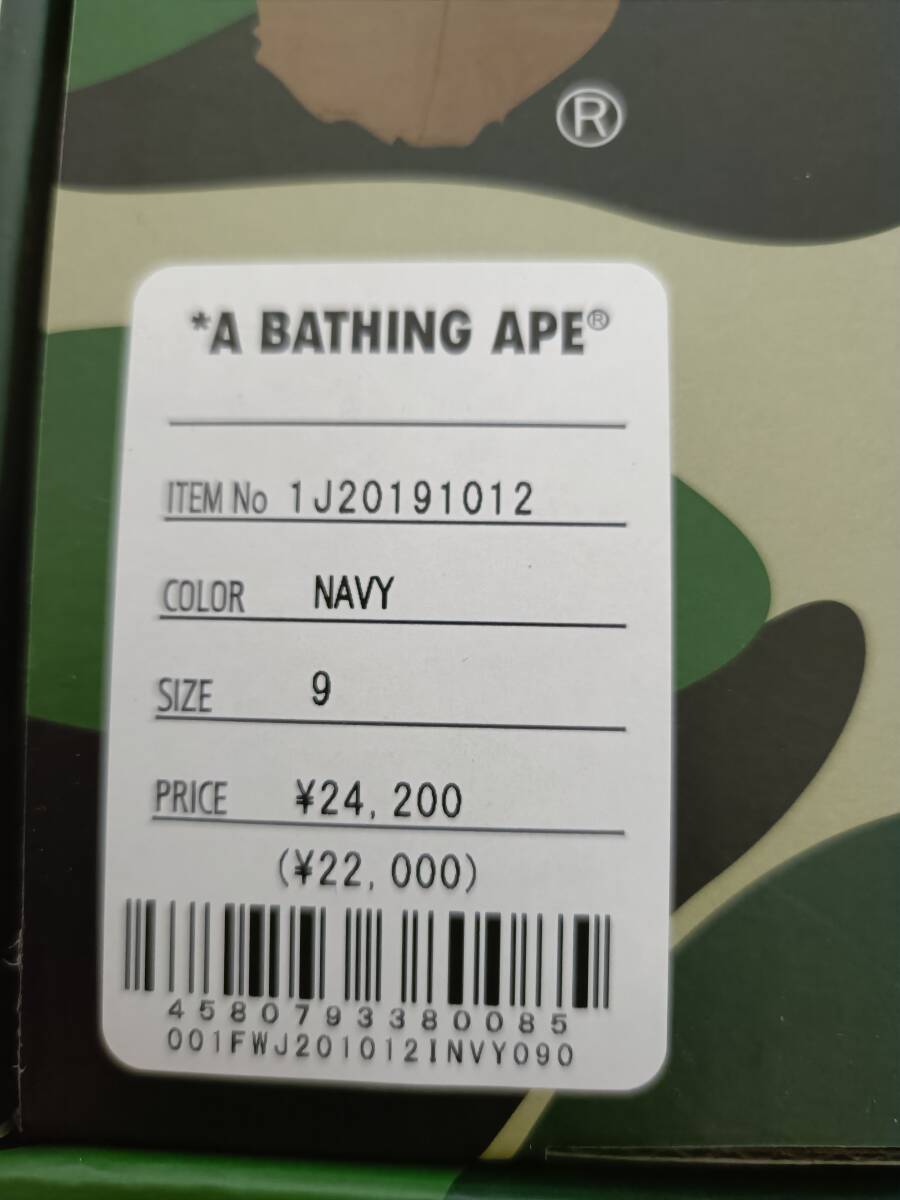 ®
*A BATHING APE®
ITEM No 1J20191012
COLOR NAVY
SIZE 9
PRICE ¥24,200
(¥22,000)
4580793380085
001FWJ201012INVY090